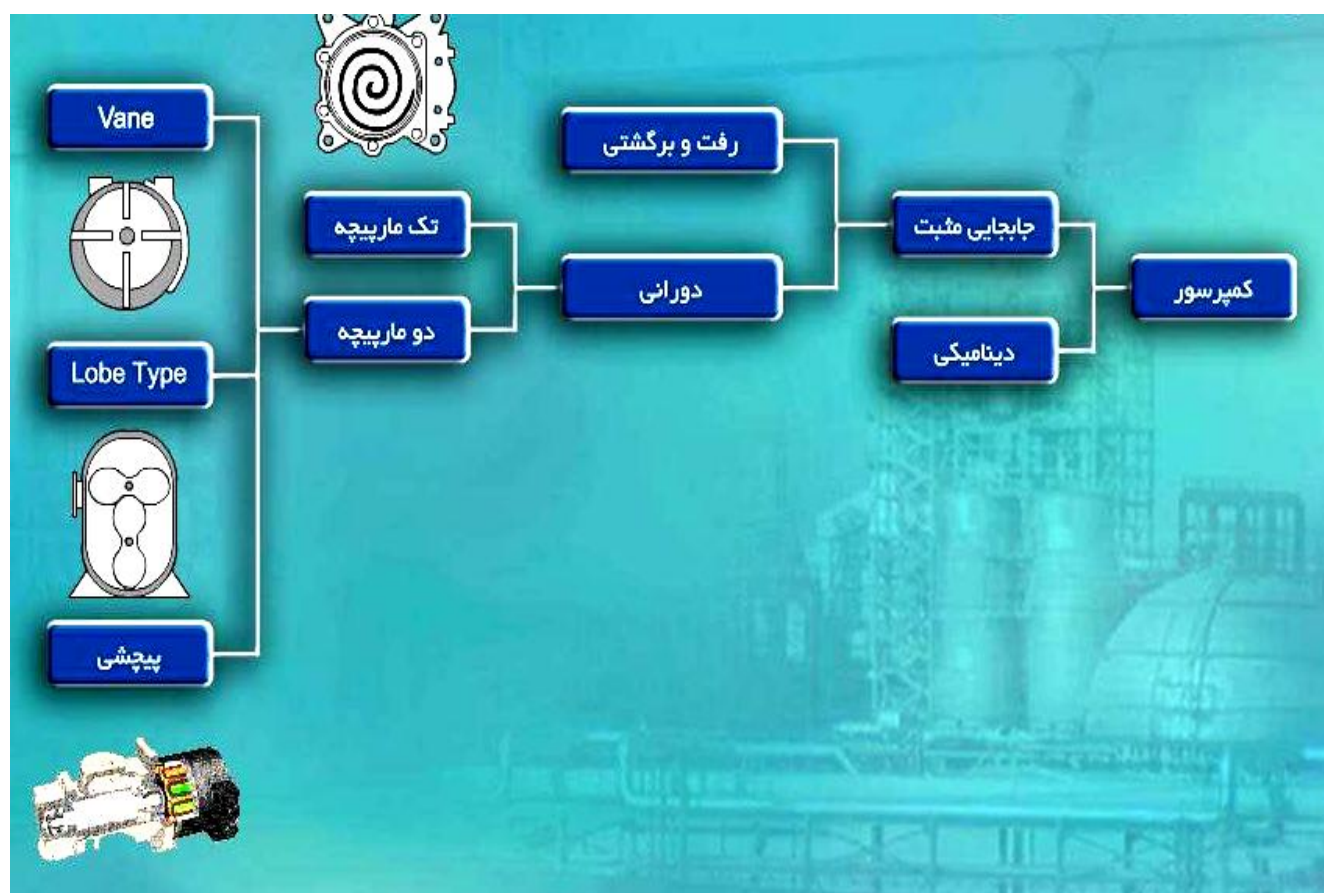 کمپرسور
جابجایی مثبت
دینامیکی
رفت و برگشتی
دورانی
تک مارپیچه
دو مارپیچه
Vane
Lobe Type
پیچشی